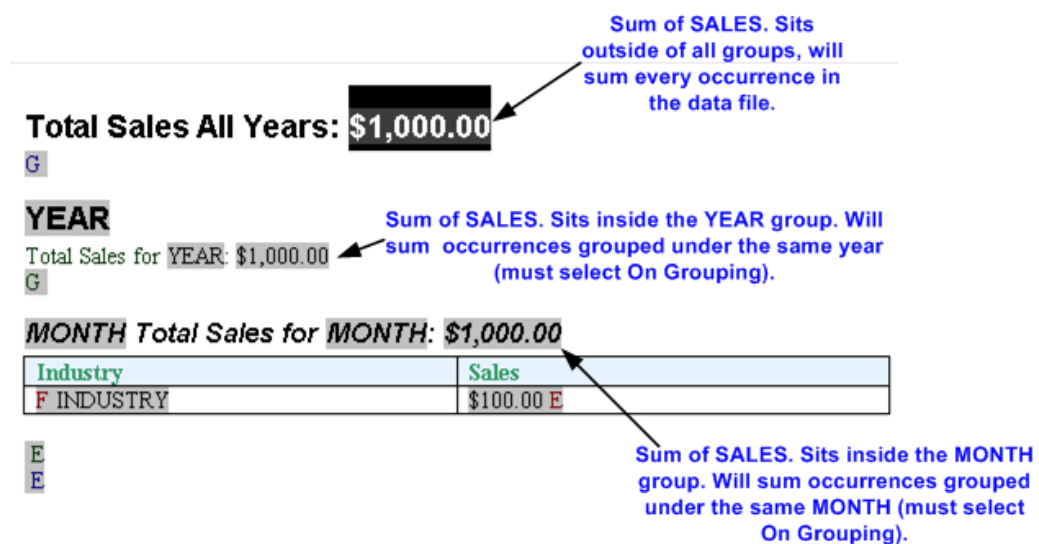 Sum of SALES. Sits
outside of all groups, will
sum every occurrence in
the data file.
Total Sales All Years: $1,000.00
G
YEAR
Sum of SALES. Sits inside the YEAR group. Will
sum occurrences grouped under the same year
(must select On Grouping).
Total Sales for YEAR: $1,000.00
G
MONTH Total Sales for MONTH: $1,000.00
Industry Sales
F INDUSTRY $100.00 E
E
E
Sum of SALES. Sits inside the MONTH
group. Will sum occurrences grouped
under the same MONTH (must select
On Grouping).